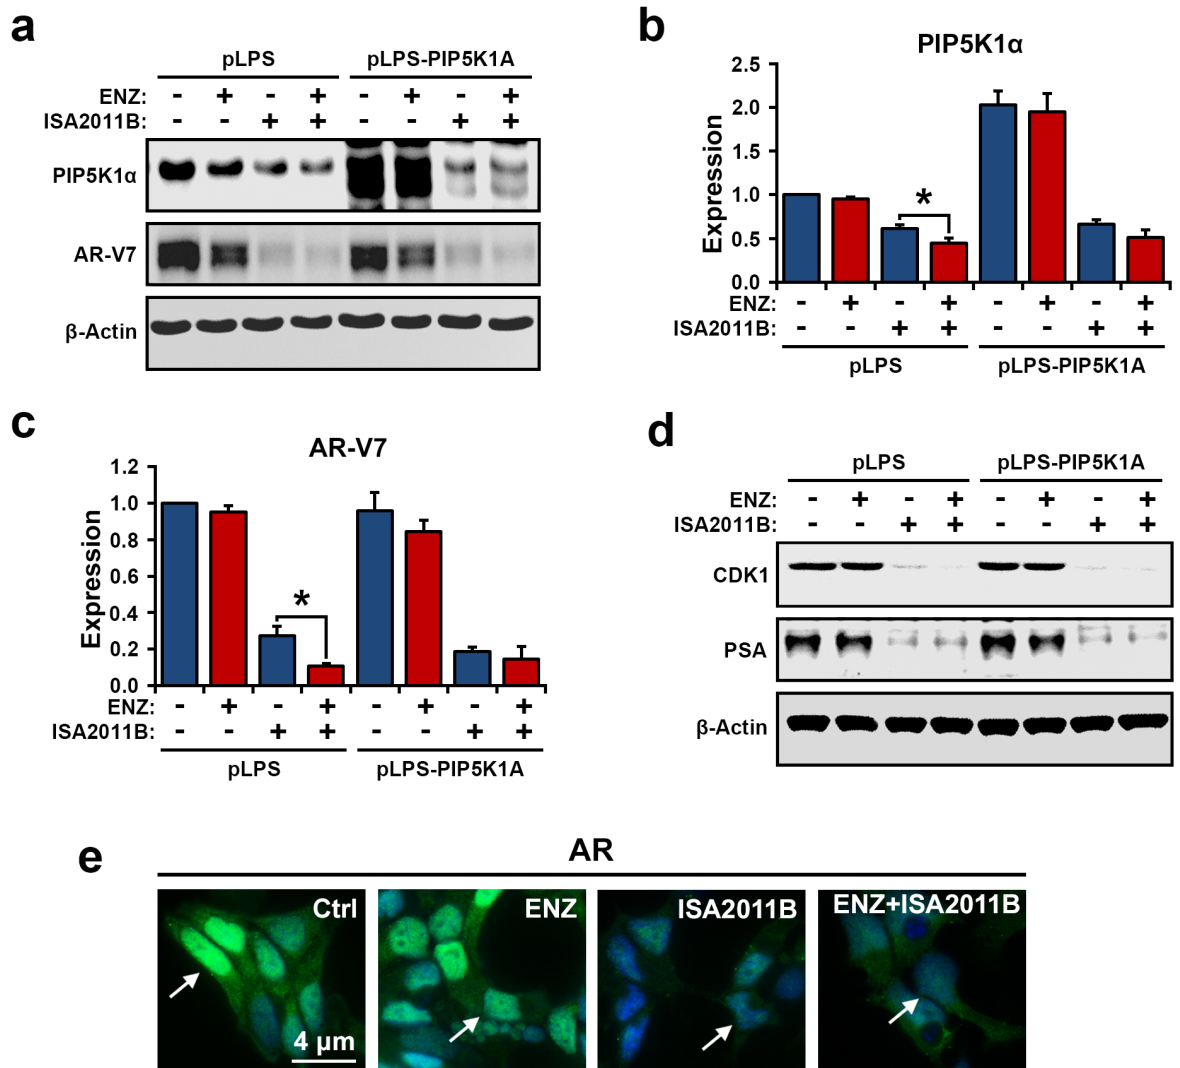 a
pLPS pLPS-PIP5K1A
ENZ: - + - + - + - +
ISA2011B: - - + + - - + +
PIP5K1α
AR-V7
β-Actin
b
PIP5K1α
Expression
2.5
2.0
1.5
1.0
0.5
0.0
*
ENZ: - + - + - + - +
ISA2011B: - - + + - - + +
pLPS pLPS-PIP5K1A
c
AR-V7
Expression
1.2
1.0
0.8
0.6
0.4
0.2
0.0
*
ENZ: - + - + - + - +
ISA2011B: - - + + - - + +
pLPS pLPS-PIP5K1A
d
pLPS pLPS-PIP5K1A
ENZ: - + - + - + - +
ISA2011B: - - + + - - + +
CDK1
PSA
β-Actin
e
AR
Ctrl
ENZ
ISA2011B
ENZ+ISA2011B
4 μm